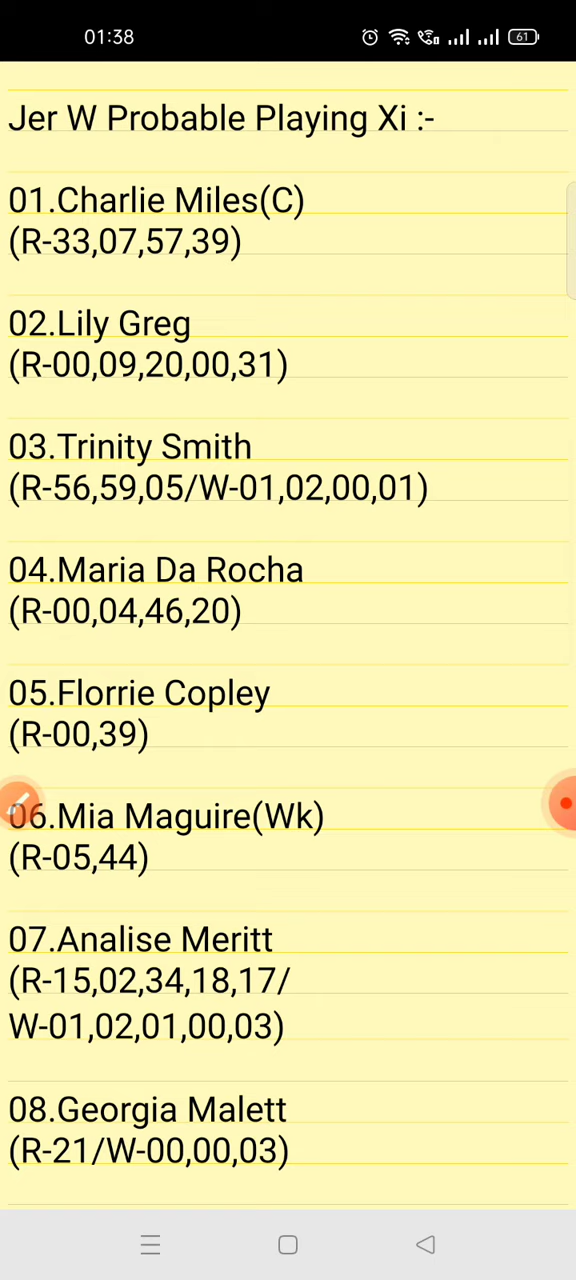 01:38
61
Jer W Probable Playing Xi :-
01.Charlie Miles(C)
(R-33,07,57,39)
02.Lily Greg
(R-00,09,20,00,31)
03.Trinity Smith
(R-56,59,05/W-01,02,00,01)
04.Maria Da Rocha
(R-00,04,46,20)
05.Florrie Copley
(R-00,39)
06.Mia Maguire(Wk)
(R-05,44)
07.Analise Meritt
(R-15,02,34,18,17/
W-01,02,01,00,03)
08.Georgia Malett
(R-21/W-00,00,03)